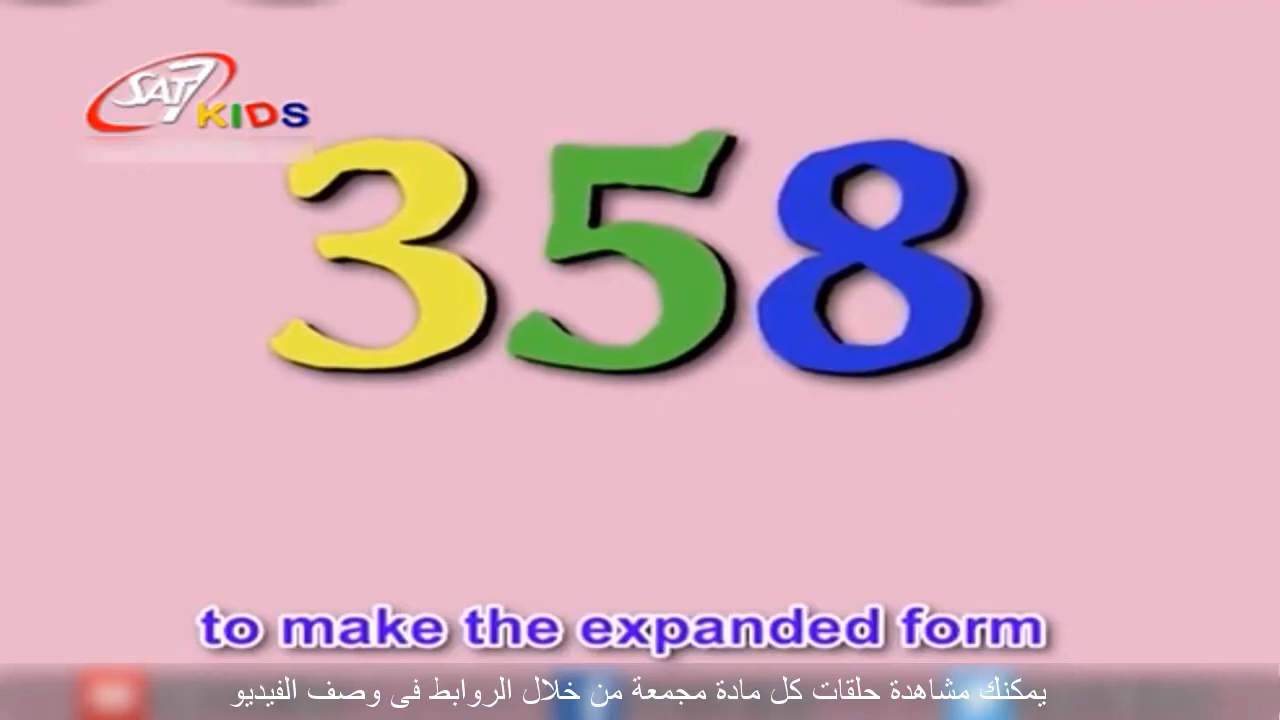 SAT7
KIDS
358
to make the expanded form
يمكنك مشاهدة حلقات كل مادة مجمعة من خلال الروابط فى وصف الفيديو